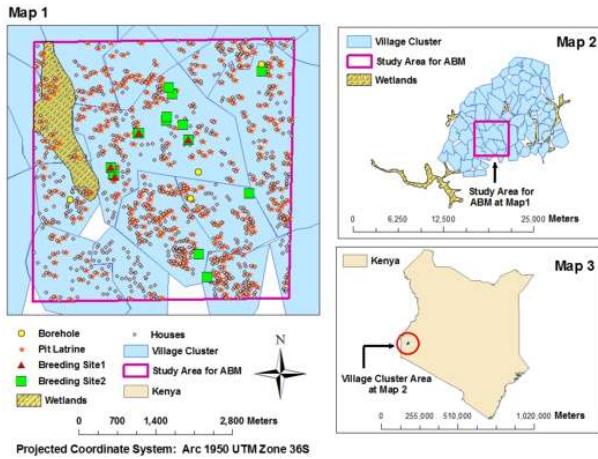 Map 1
Borehole
Pit Latrine
Breeding Site1
Breeding Site2
Wetlands
Houses
Village Cluster
Study Area for ABM
Kenya
N
0 700 1,400 2,800 Meters
Projected Coordinate System: Arc 1950 UTM Zone 36S
Map 2
Village Cluster
Study Area for ABM
Wetlands
Study Area for
ABM at Map1
0 6,250 12,500 25,000
Meters
Map 3
Kenya
Village Cluster Area
at Map 2
0 255,000 510,000 1,020,000
Meters